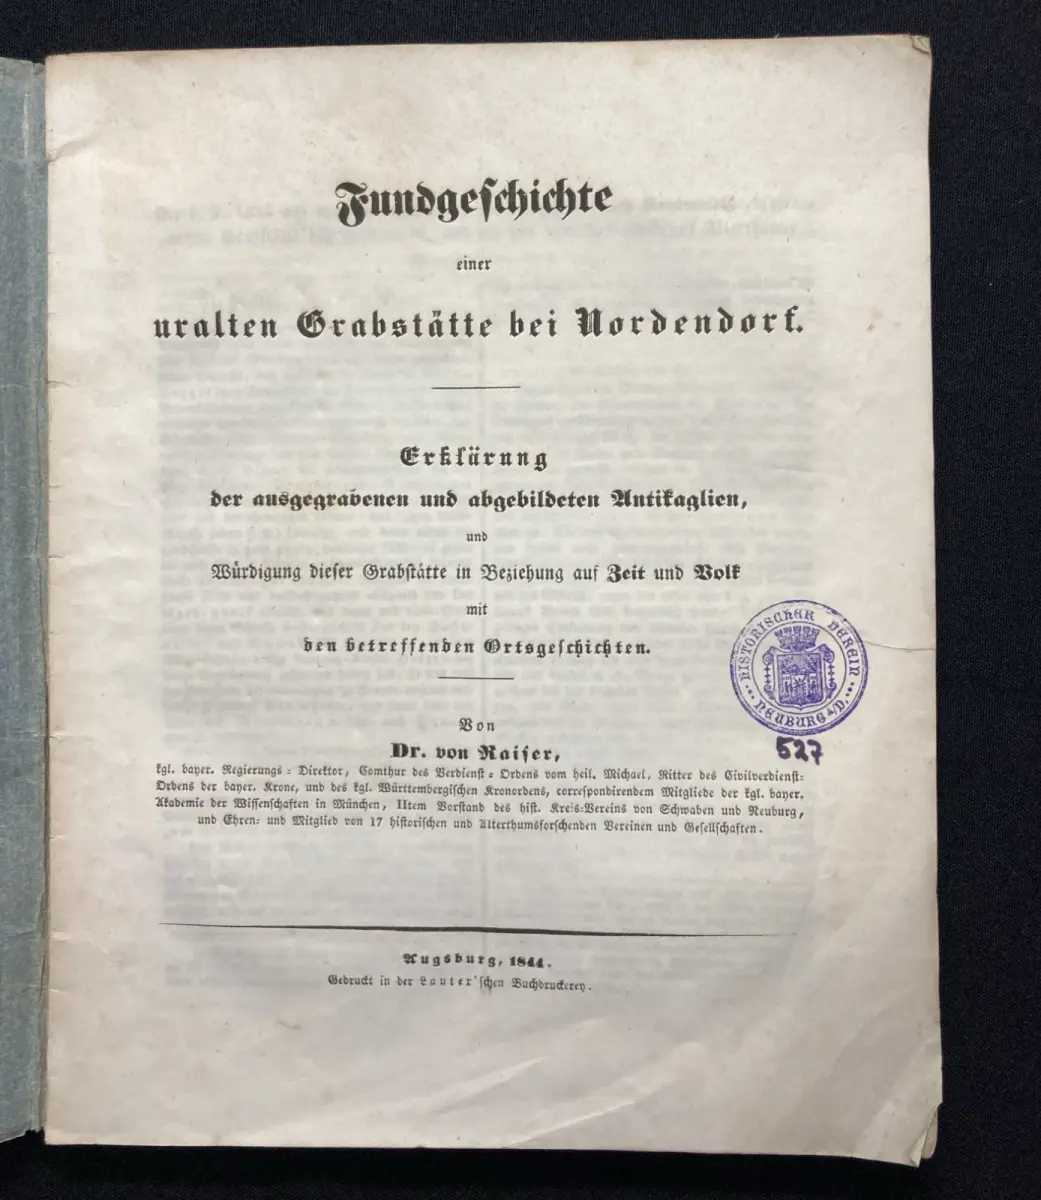 Fundgeschichte
einer
uralten Grabstätte bei Nordendorf.
Erklärung
der ausgegrabenen und abgebildeten Antikaglien,
und
Würdigung dieser Grabstätte in Beziehung auf Zeit und Volk
mit
den betreffenden Ortsgeschichten.
Von
Dr. von Raiser,
kgl. bayer. Regierungs-Direktor, Comthur des Verdienst-Ordens vom heil. Michael, Ritter des Civilverdienst-
Ordens der bayer. Krone, und des kgl. Württembergischen Kronordens, correspondirendem Mitgliede der kgl. bayer.
Akademie der Wissenschaften in München, IItem Vorstand des hist. Kreis-Vereins von Schwaben und Neuburg,
und Ehren- und Mitglied von 17 historischen und Alterthumsforschenden Vereinen und Gesellschaften.
HISTORISCHER VEREIN
NEUBURG a/D.
527
Augsburg, 1844.
Gedruckt in der Lauter'schen Buchdruckerey.